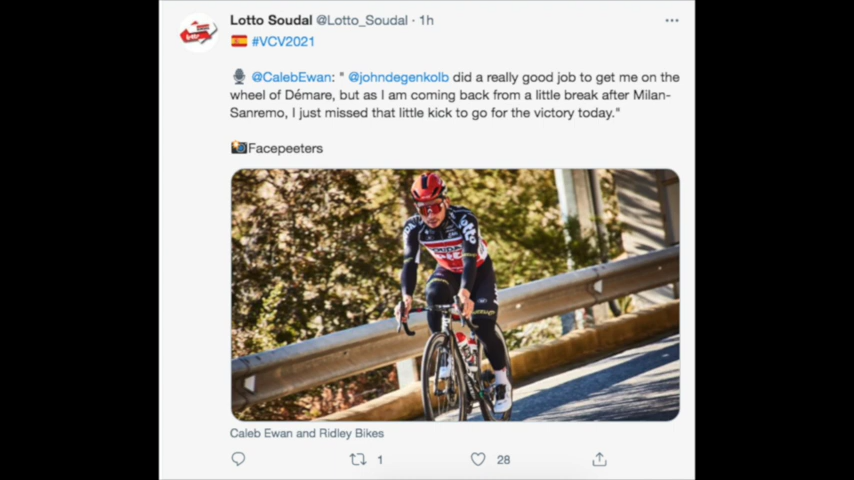 Lotto Soudal @Lotto_Soudal · 1h
#VCV2021
@CalebEwan: " @johndegenkolb did a really good job to get me on the
wheel of Démare, but as I am coming back from a little break after Milan-
Sanremo, I just missed that little kick to go for the victory today."
Facepeeters
lotto
SOUDAL
Caleb Ewan and Ridley Bikes
1
28